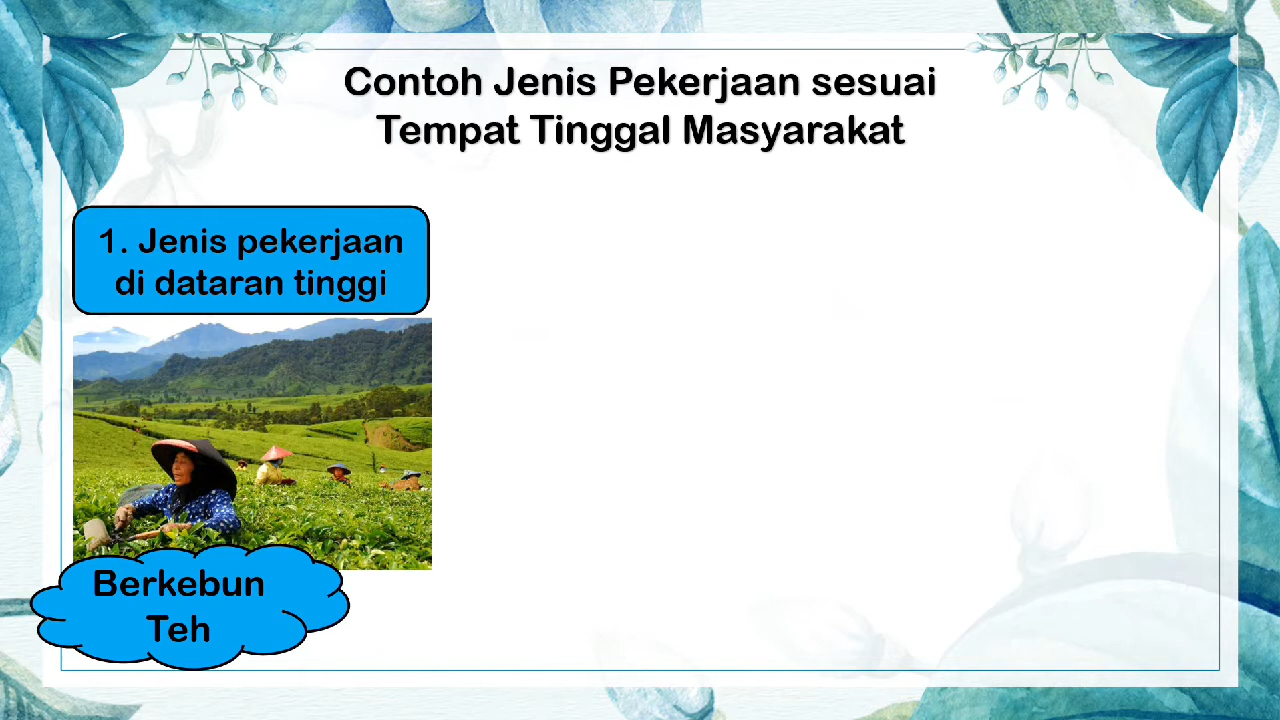 Contoh Jenis Pekerjaan sesuai
Tempat Tinggal Masyarakat
1. Jenis pekerjaan
di dataran tinggi
Berkebun
Teh